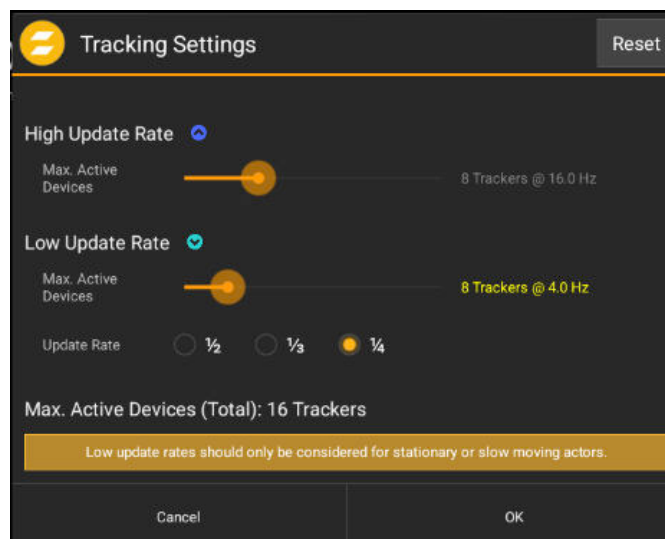 Tracking Settings
Reset
High Update Rate
Max. Active
Devices
8 Trackers @ 16.0 Hz
Low Update Rate
Max. Active
Devices
8 Trackers @ 4.0 Hz
Update Rate ½ ⅓ ¼
Max. Active Devices (Total): 16 Trackers
Low update rates should only be considered for stationary or slow moving actors.
Cancel
OK